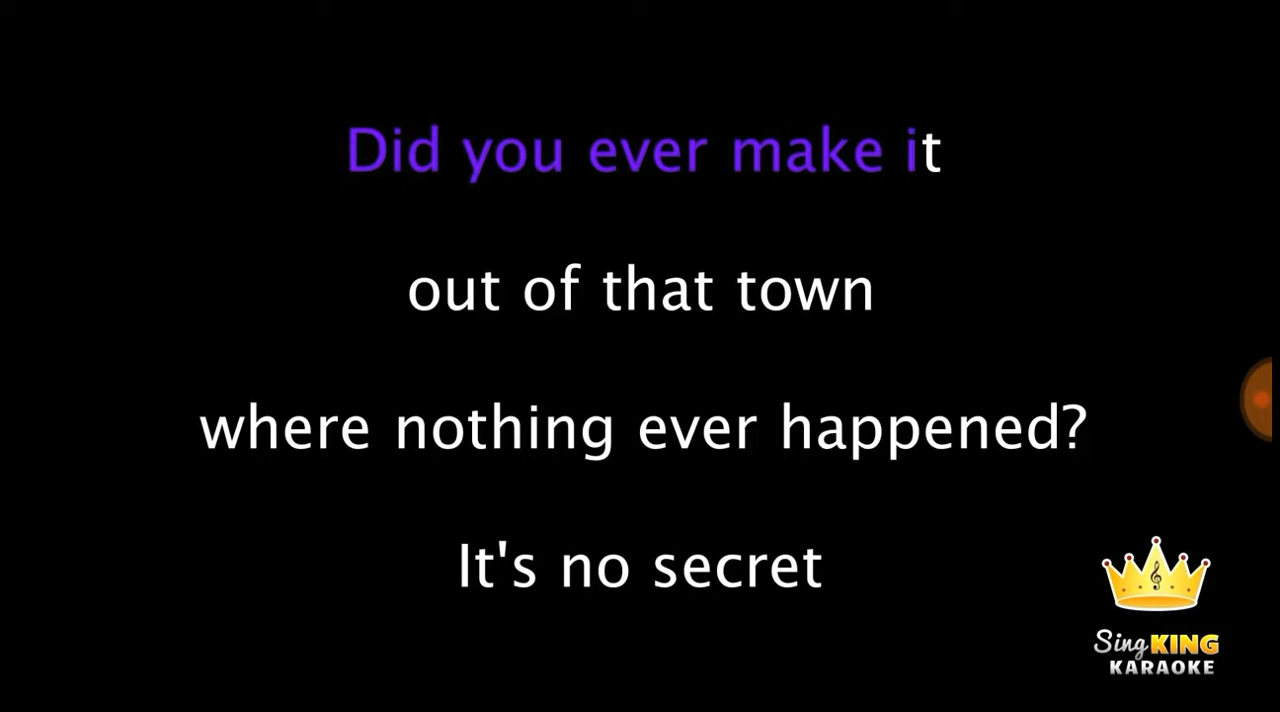 Did you ever make it
out of that town
where nothing ever happened?
It's no secret
Sing KING
KARAOKE